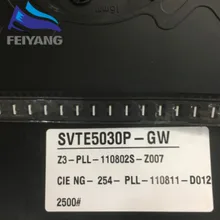 FEIYANG
SVTE5030P-GW
Z3-PLL-110802S-Z007
CIE NG-254-PLL-110811-D012
2500#